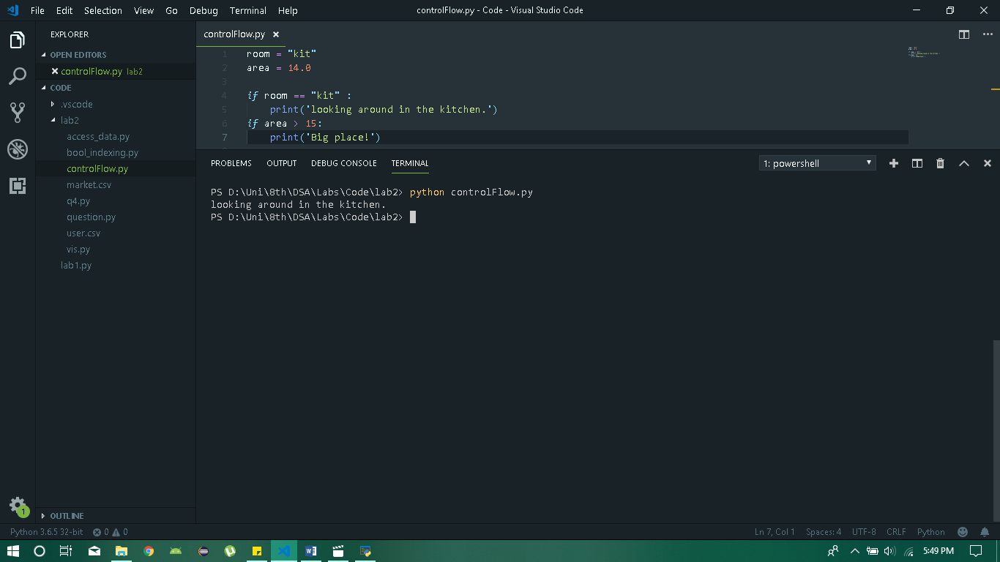 File Edit Selection View Go Debug Terminal Help
controlFlow.py - Code - Visual Studio Code
EXPLORER
OPEN EDITORS
controlFlow.py lab2
CODE
.vscode
lab2
access_data.py
bool_indexing.py
controlFlow.py
market.csv
q4.py
question.py
user.csv
vis.py
lab1.py
OUTLINE
controlFlow.py
1 room = "kit"
2 area = 14.0
3
4 if room == "kit" :
5 print('looking around in the kitchen.')
6 if area > 15:
7 print('Big place!')
PROBLEMS OUTPUT DEBUG CONSOLE TERMINAL
1: powershell
PS D:\Uni\8th\DSA\Labs\Code\lab2> python controlFlow.py
looking around in the kitchen.
PS D:\Uni\8th\DSA\Labs\Code\lab2>
1
Python 3.6.5 32-bit 0 0
Ln 7, Col 1 Spaces: 4 UTF-8 CRLF Python
5:49 PM